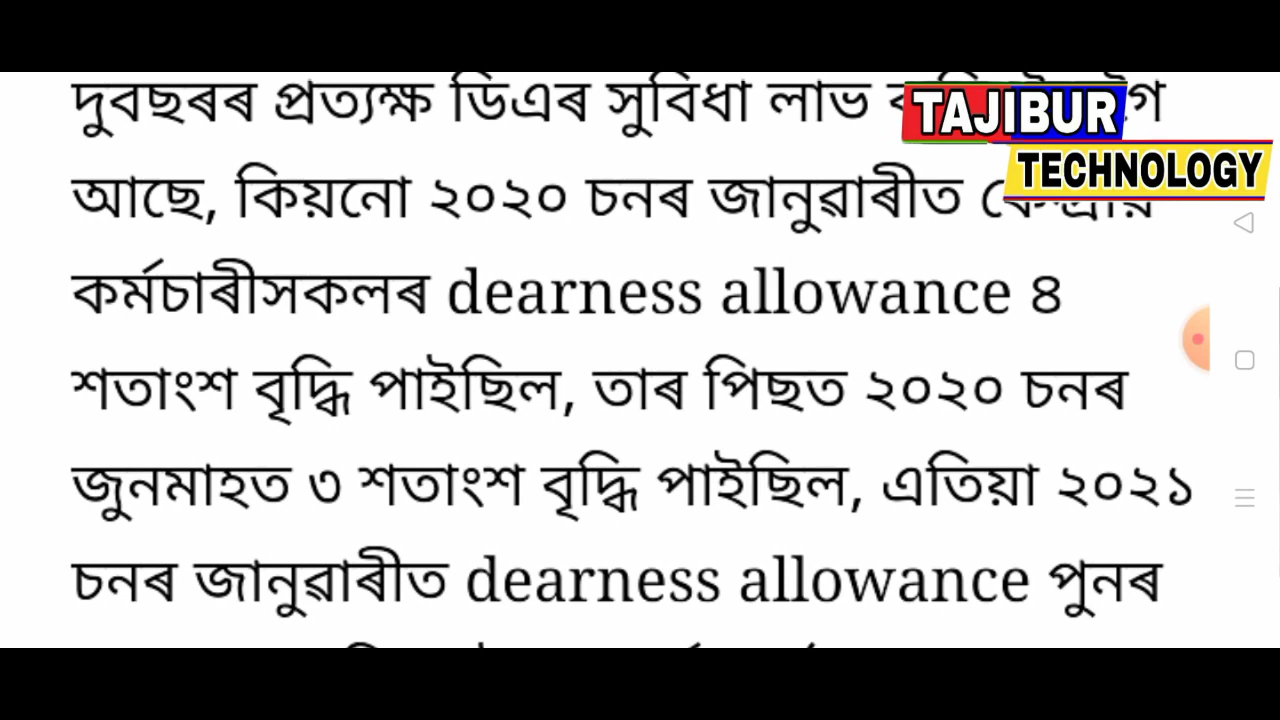 দুবছৰৰ প্ৰত্যক্ষ ডিএৰ সুবিধা লাভ
TAJIBUR
TECHNOLOGY
আছে, কিয়নো ২০২০ চনৰ জানুৱাৰীত
কৰ্মচাৰীসকলৰ dearness allowance ৪
শতাংশ বৃদ্ধি পাইছিল, তাৰ পিছত ২০২০ চনৰ
জুনমাহত ৩ শতাংশ বৃদ্ধি পাইছিল, এতিয়া ২০২১
চনৰ জানুৱাৰীত dearness allowance পুনৰ